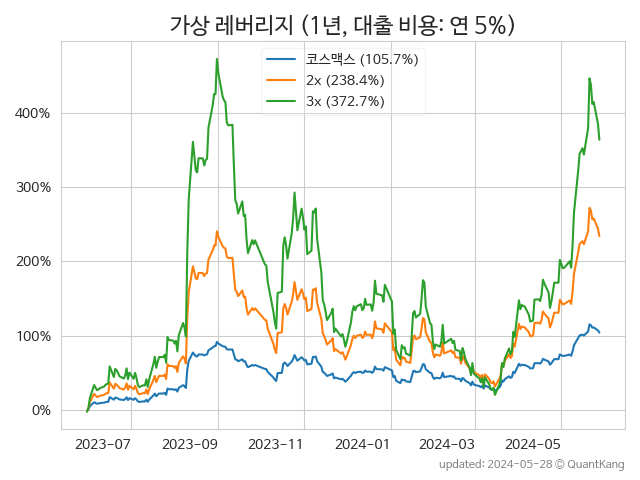 가상 레버리지 (1년, 대출 비용: 연 5%)
코스맥스 (105.7%)
2x (238.4%)
3x (372.7%)
400%
300%
200%
100%
0%
2023-07 2023-09 2023-11 2024-01 2024-03 2024-05
updated: 2024-05-28 © QuantKang